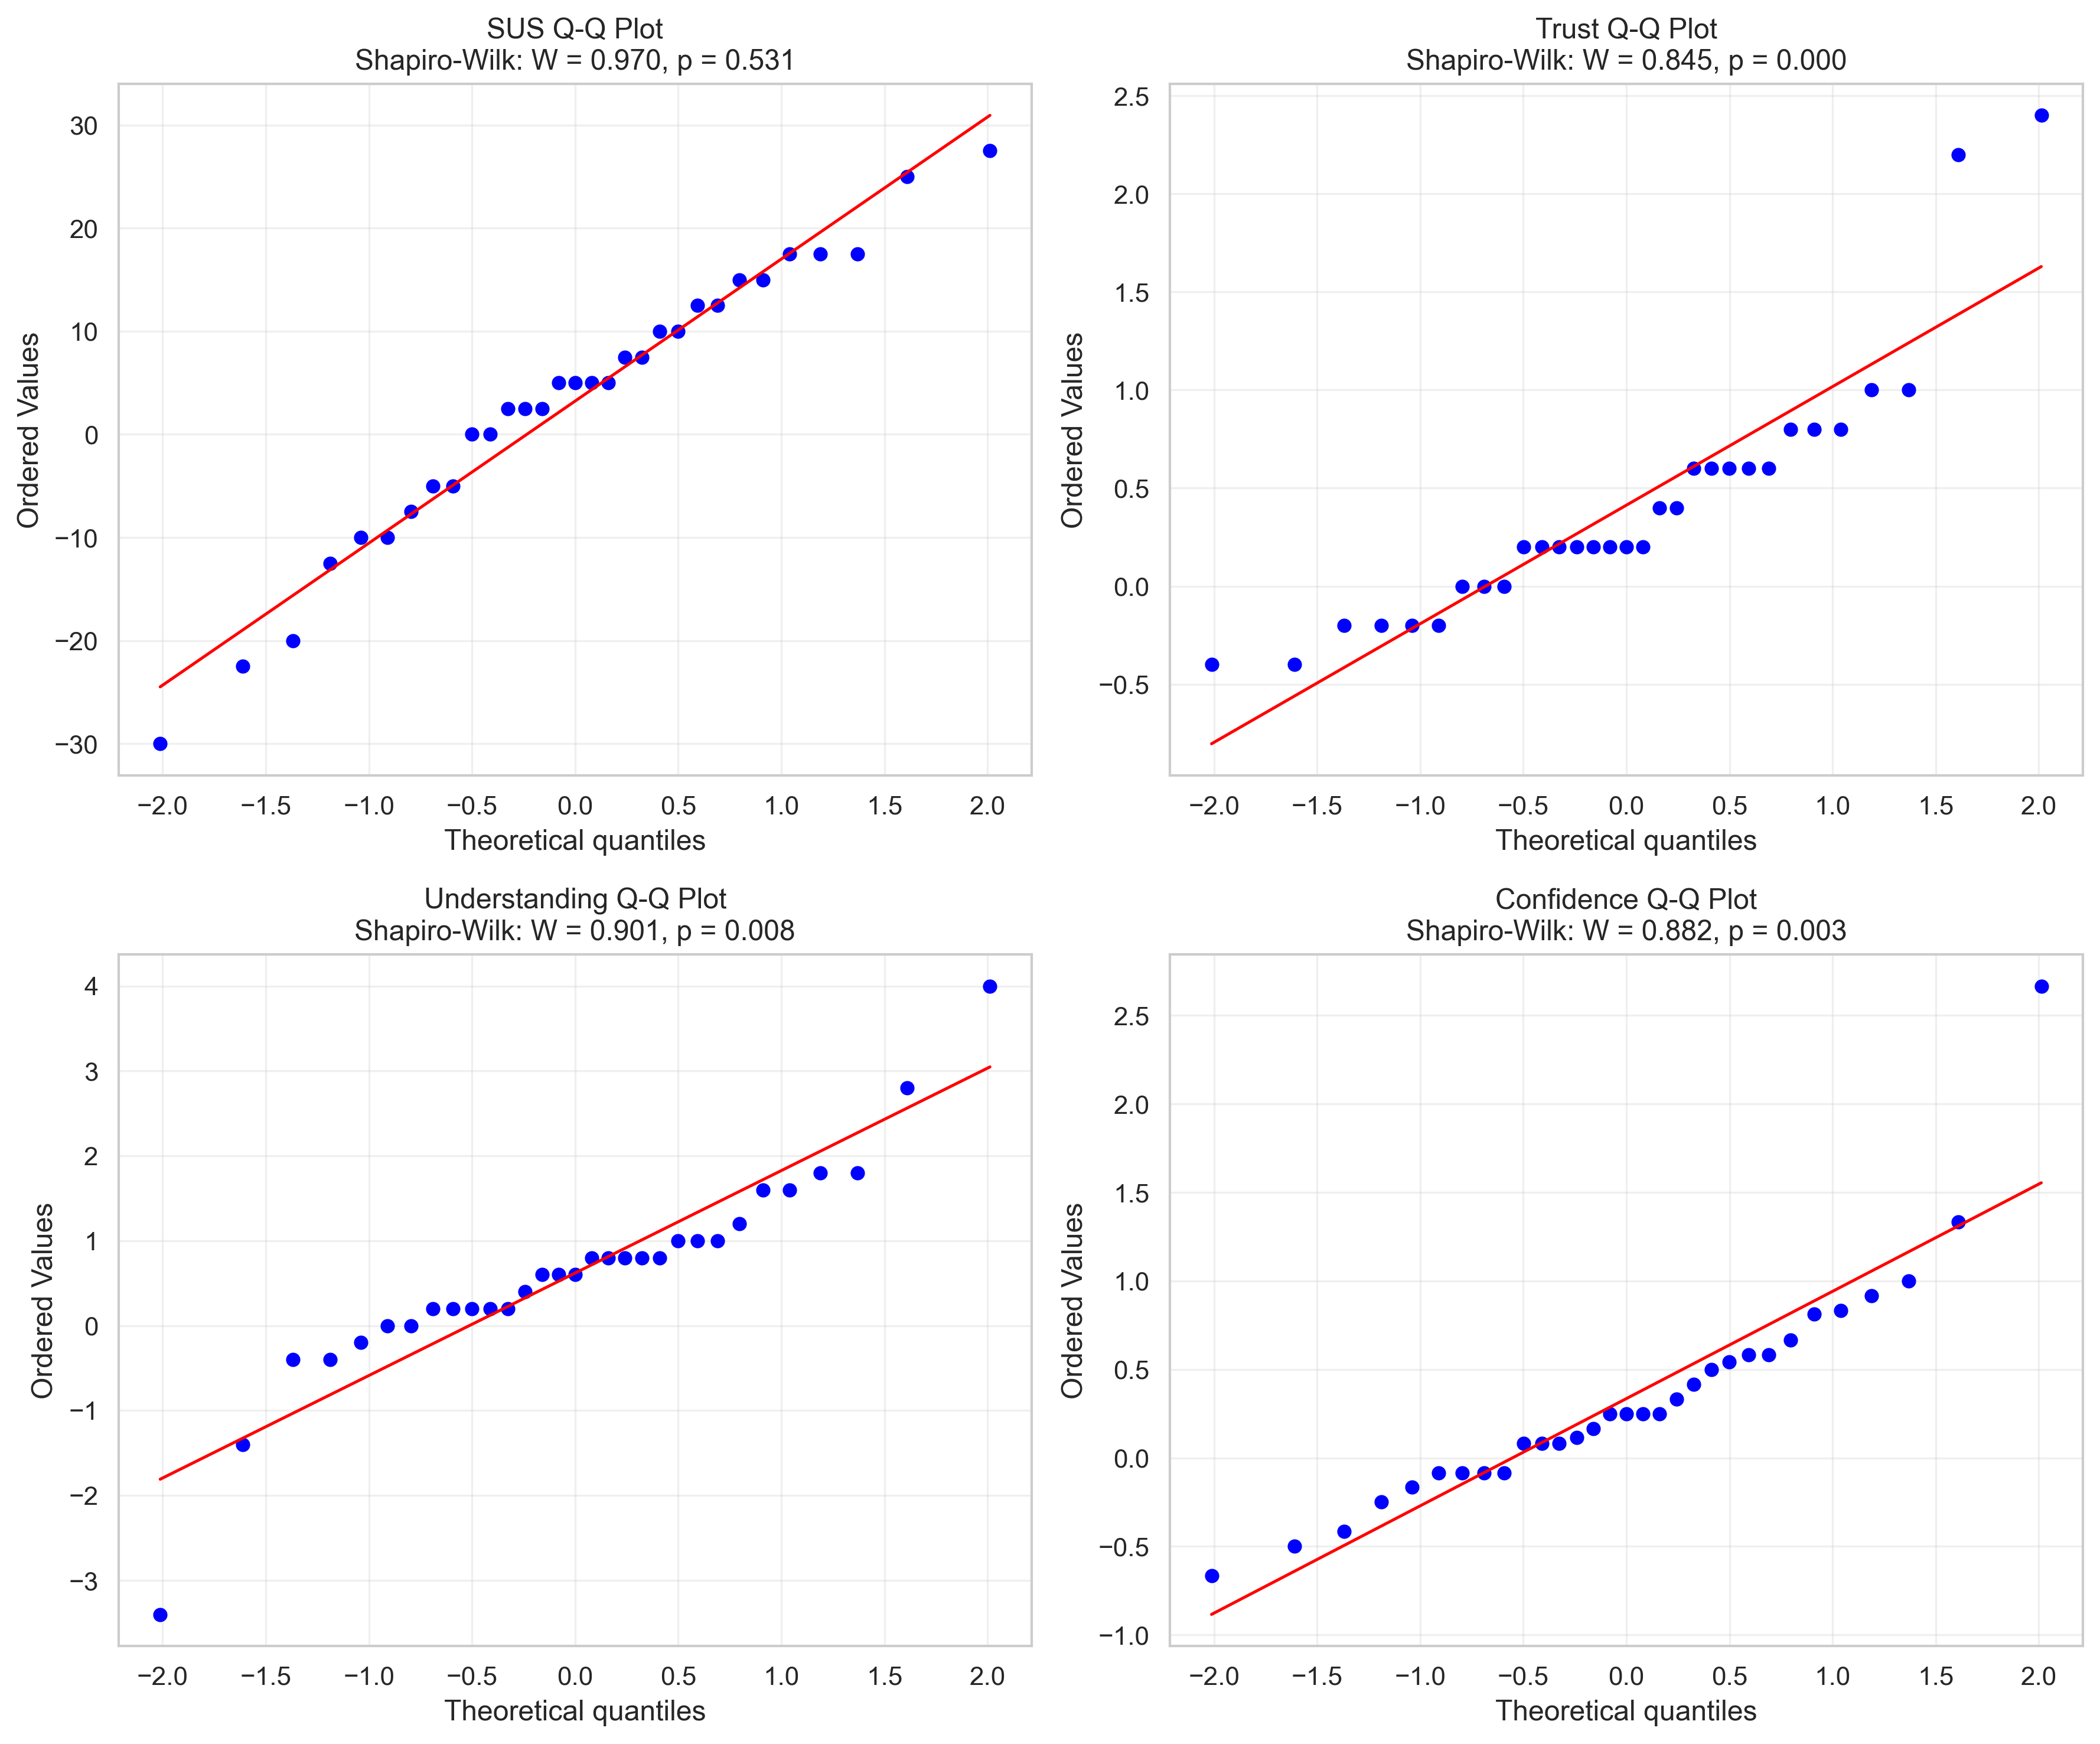 SUS Q-Q Plot
Shapiro-Wilk: W = 0.970, p = 0.531
30
20
10
0
−10
−20
−30
Ordered Values
−2.0 −1.5 −1.0 −0.5 0.0 0.5 1.0 1.5 2.0
Theoretical quantiles
Trust Q-Q Plot
Shapiro-Wilk: W = 0.845, p = 0.000
2.5
2.0
1.5
1.0
0.5
0.0
−0.5
Ordered Values
−2.0 −1.5 −1.0 −0.5 0.0 0.5 1.0 1.5 2.0
Theoretical quantiles
Understanding Q-Q Plot
Shapiro-Wilk: W = 0.901, p = 0.008
4
3
2
1
0
−1
−2
−3
Ordered Values
−2.0 −1.5 −1.0 −0.5 0.0 0.5 1.0 1.5 2.0
Theoretical quantiles
Confidence Q-Q Plot
Shapiro-Wilk: W = 0.882, p = 0.003
2.5
2.0
1.5
1.0
0.5
0.0
−0.5
−1.0
Ordered Values
−2.0 −1.5 −1.0 −0.5 0.0 0.5 1.0 1.5 2.0
Theoretical quantiles